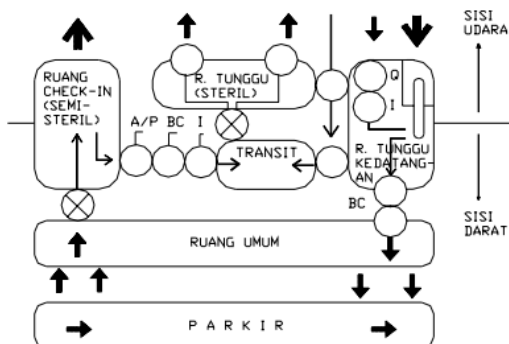 SISI
UDARA
RUANG
CHECK-IN
(SEMI-
STERIL)
R. TUNGGU
(STERIL)
Q
I
A/P BC I
TRANSIT
R. TUNGGU
KEDATANG-
AN
BC
SISI
DARAT
RUANG UMUM
PARKIR